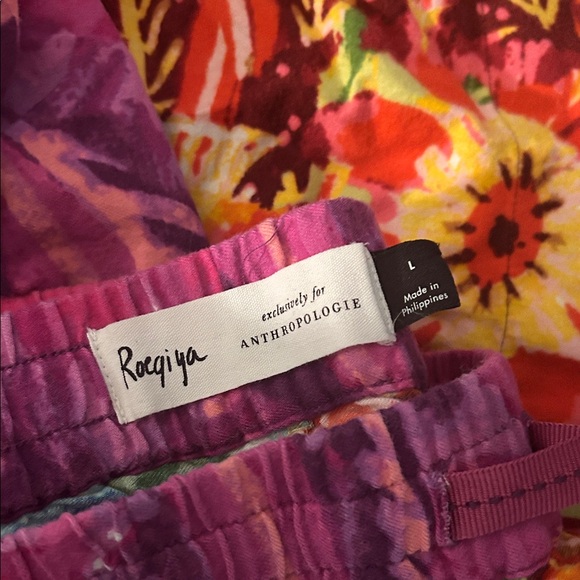 Roeqiya
exclusively for
ANTHROPOLOGIE
L
Made in
Philippines